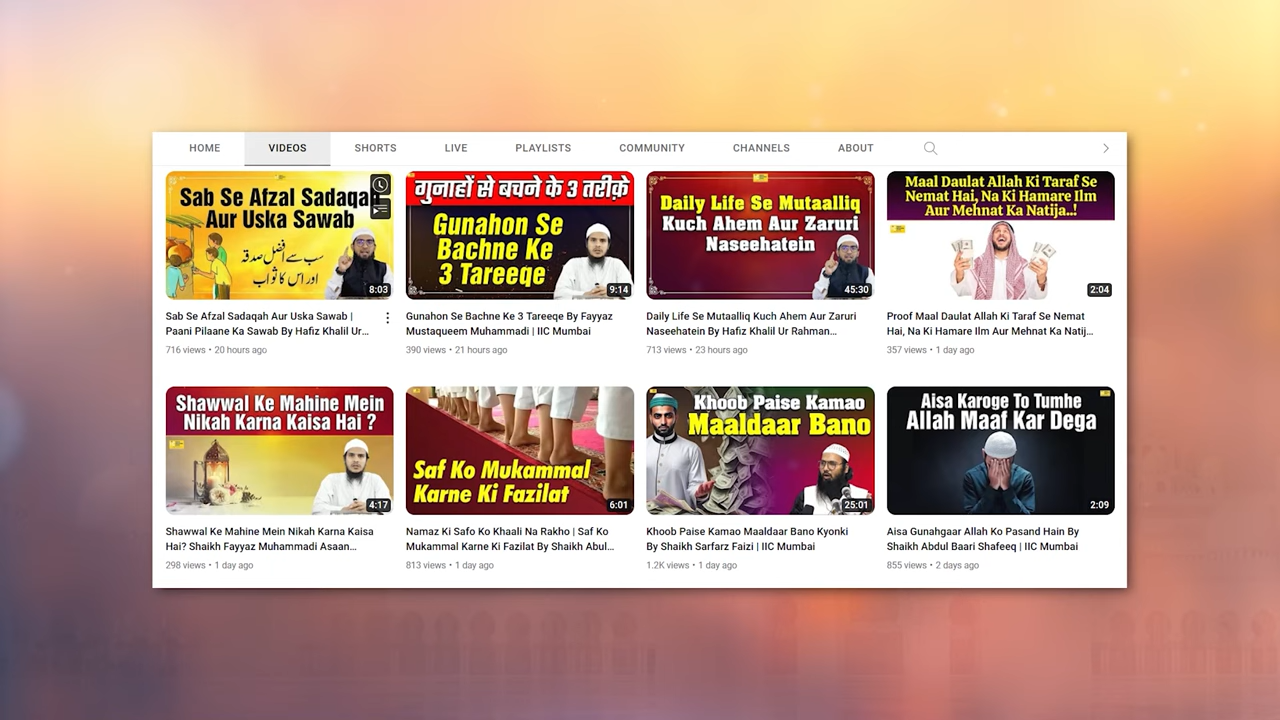 HOME VIDEOS SHORTS LIVE PLAYLISTS COMMUNITY CHANNELS ABOUT
Sab Se Afzal Sadaqah
Aur Uska Sawab
سب سے افضل صدقہ
اور اس کا ثواب
8:03
गुनाहों से बचने के 3 तरीक़े
Gunahon Se
Bachne Ke
3 Tareeqe
9:14
Daily Life Se Mutaalliq
Kuch Ahem Aur Zaruri
Naseehatein
45:30
Maal Daulat Allah Ki Taraf Se
Nemat Hai, Na Ki Hamare Ilm
Aur Mehnat Ka Natija..!
2:04
Sab Se Afzal Sadaqah Aur Uska Sawab |
Paani Pilaane Ka Sawab By Hafiz Khalil Ur...
716 views • 20 hours ago
Gunahon Se Bachne Ke 3 Tareeqe By Fayyaz
Mustaqueem Muhammadi | IIC Mumbai
390 views • 21 hours ago
Daily Life Se Mutaalliq Kuch Ahem Aur Zaruri
Naseehatein By Hafiz Khalil Ur Rahman...
713 views • 23 hours ago
Proof Maal Daulat Allah Ki Taraf Se Nemat
Hai, Na Ki Hamare Ilm Aur Mehnat Ka Natij...
357 views • 1 day ago
Shawwal Ke Mahine Mein
Nikah Karna Kaisa Hai ?
4:17
Saf Ko Mukammal
Karne Ki Fazilat
6:01
Khoob Paise Kamao
Maaldaar Bano
25:01
Aisa Karoge To Tumhe
Allah Maaf Kar Dega
2:09
Shawwal Ke Mahine Mein Nikah Karna Kaisa
Hai? Shaikh Fayyaz Muhammadi Asaan...
298 views • 1 day ago
Namaz Ki Safo Ko Khaali Na Rakho | Saf Ko
Mukammal Karne Ki Fazilat By Shaikh Abul...
813 views • 1 day ago
Khoob Paise Kamao Maaldaar Bano Kyonki
By Shaikh Sarfarz Faizi | IIC Mumbai
1.2K views • 1 day ago
Aisa Gunahgaar Allah Ko Pasand Hain By
Shaikh Abdul Baari Shafeeq | IIC Mumbai
855 views • 2 days ago